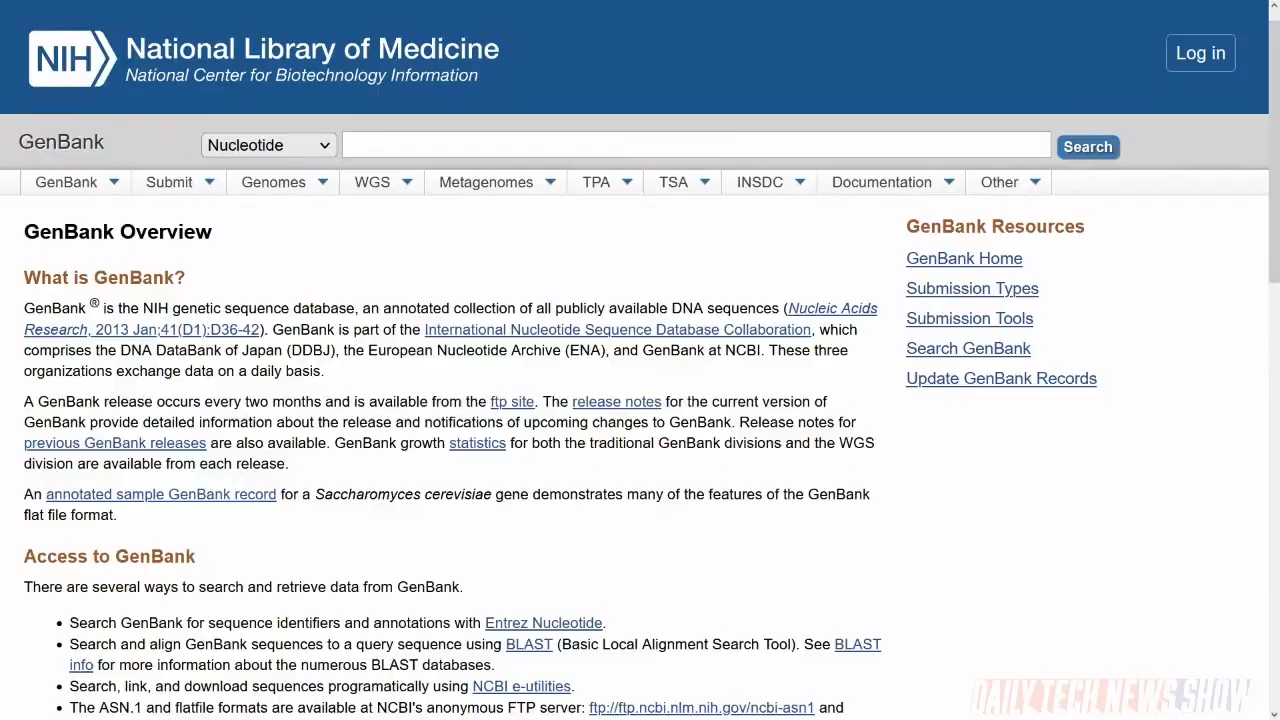 NIH National Library of Medicine
National Center for Biotechnology Information
Log in
GenBank
Nucleotide
Search
GenBank Submit Genomes WGS Metagenomes TPA TSA INSDC Documentation Other
GenBank Overview
What is GenBank?
GenBank ® is the NIH genetic sequence database, an annotated collection of all publicly available DNA sequences (Nucleic Acids
Research, 2013 Jan;41(D1):D36-42). GenBank is part of the International Nucleotide Sequence Database Collaboration, which
comprises the DNA DataBank of Japan (DDBJ), the European Nucleotide Archive (ENA), and GenBank at NCBI. These three
organizations exchange data on a daily basis.
A GenBank release occurs every two months and is available from the ftp site. The release notes for the current version of
GenBank provide detailed information about the release and notifications of upcoming changes to GenBank. Release notes for
previous GenBank releases are also available. GenBank growth statistics for both the traditional GenBank divisions and the WGS
division are available from each release.
An annotated sample GenBank record for a Saccharomyces cerevisiae gene demonstrates many of the features of the GenBank
flat file format.
Access to GenBank
There are several ways to search and retrieve data from GenBank.
• Search GenBank for sequence identifiers and annotations with Entrez Nucleotide.
• Search and align GenBank sequences to a query sequence using BLAST (Basic Local Alignment Search Tool). See BLAST
info for more information about the numerous BLAST databases.
• Search, link, and download sequences programatically using NCBI e-utilities.
• The ASN.1 and flatfile formats are available at NCBI's anonymous FTP server: ftp://ftp.ncbi.nlm.nih.gov/ncbi-asn1 and
GenBank Resources
GenBank Home
Submission Types
Submission Tools
Search GenBank
Update GenBank Records
DAILY TECH NEWS SHOW